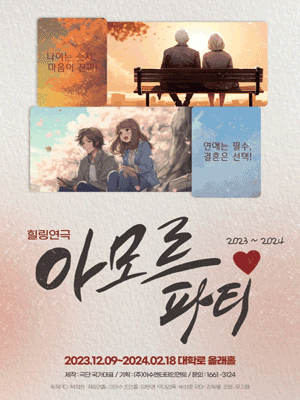 나이는 숫자,
마음이 진짜!
연애는 필수,
결혼은 선택!
힐링연극
2023 ~ 2024
아모르
파티
2023.12.09~2024.02.18 대학로 올래홀
제작 : 극단 국가대표 / 기획 : (주)아수엔터테인먼트 / 문의 : 1661-3124